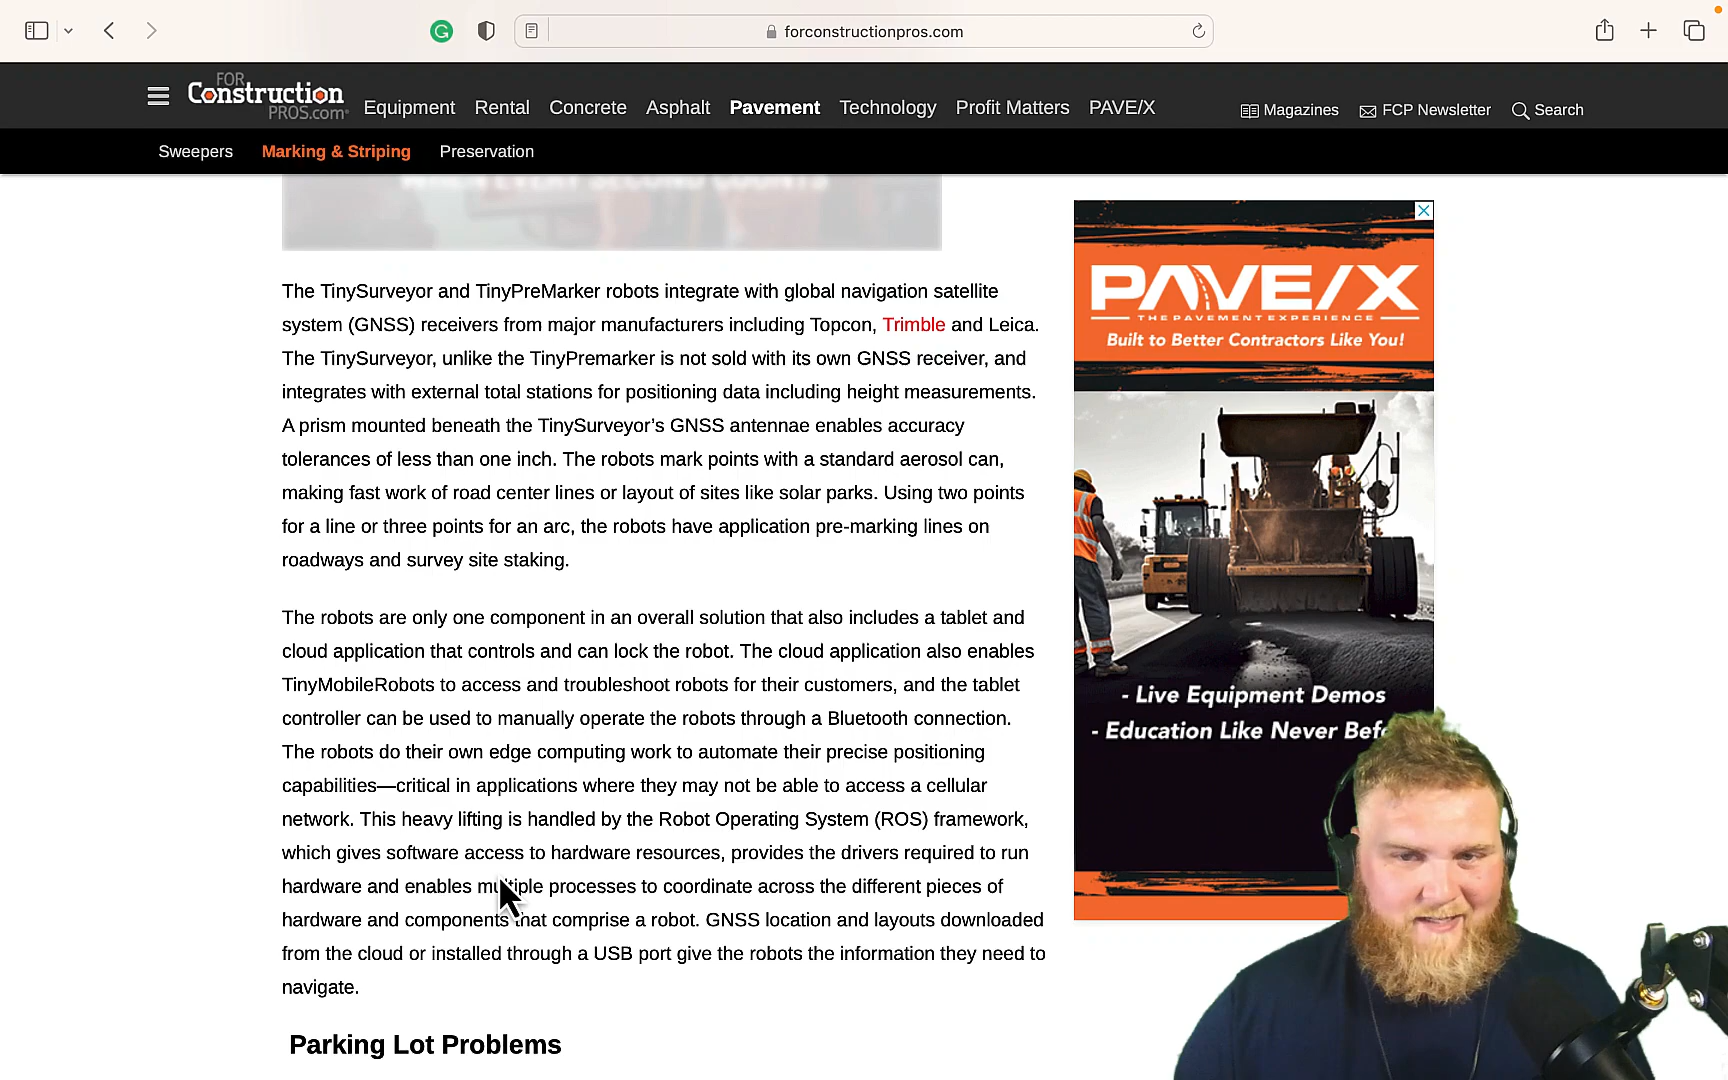 forconstructionpros.com
FOR
Construction
PROS.com
Equipment
Rental
Concrete
Asphalt
Pavement
Technology
Profit Matters
PAVE/X
Magazines
FCP Newsletter
Search
Sweepers
Marking & Striping
Preservation
WHEN EVERY SECOND COUNTS
The TinySurveyor and TinyPreMarker robots integrate with global navigation satellite
system (GNSS) receivers from major manufacturers including Topcon, Trimble and Leica.
The TinySurveyor, unlike the TinyPremarker is not sold with its own GNSS receiver, and
integrates with external total stations for positioning data including height measurements.
A prism mounted beneath the TinySurveyor’s GNSS antennae enables accuracy
tolerances of less than one inch. The robots mark points with a standard aerosol can,
making fast work of road center lines or layout of sites like solar parks. Using two points
for a line or three points for an arc, the robots have application pre-marking lines on
roadways and survey site staking.
The robots are only one component in an overall solution that also includes a tablet and
cloud application that controls and can lock the robot. The cloud application also enables
TinyMobileRobots to access and troubleshoot robots for their customers, and the tablet
controller can be used to manually operate the robots through a Bluetooth connection.
The robots do their own edge computing work to automate their precise positioning
capabilities—critical in applications where they may not be able to access a cellular
network. This heavy lifting is handled by the Robot Operating System (ROS) framework,
which gives software access to hardware resources, provides the drivers required to run
hardware and enables multiple processes to coordinate across the different pieces of
hardware and components that comprise a robot. GNSS location and layouts downloaded
from the cloud or installed through a USB port give the robots the information they need to
navigate.
Parking Lot Problems
PAVE/X
THE PAVEMENT EXPERIENCE
Built to Better Contractors Like You!
- Live Equipment Demos
- Education Like Never Befo